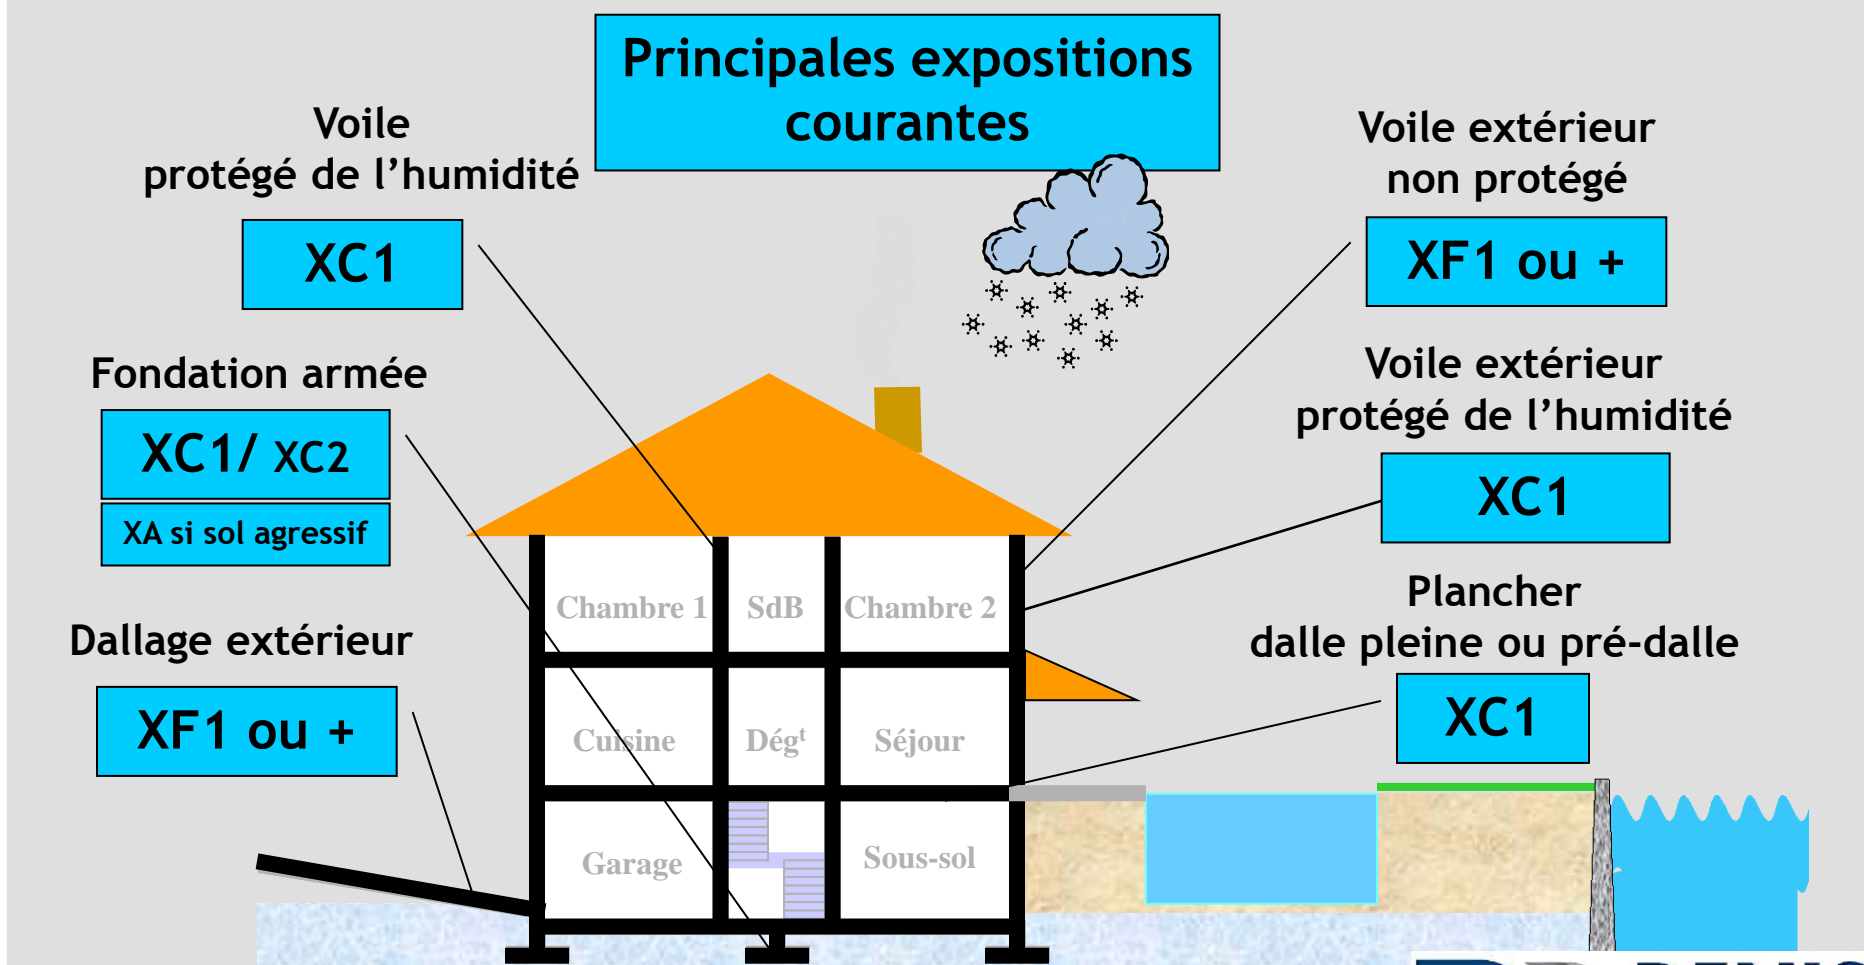 Principales expositions
courantes
Voile
protégé de l’humidité
XC1
Fondation armée
XC1/ XC2
XA si sol agressif
Dallage extérieur
XF1 ou +
Voile extérieur
non protégé
XF1 ou +
Voile extérieur
protégé de l’humidité
XC1
Plancher
dalle pleine ou pré-dalle
XC1
Chambre 1
SdB
Chambre 2
Cuisine
Dégᵗ
Séjour
Garage
Sous-sol